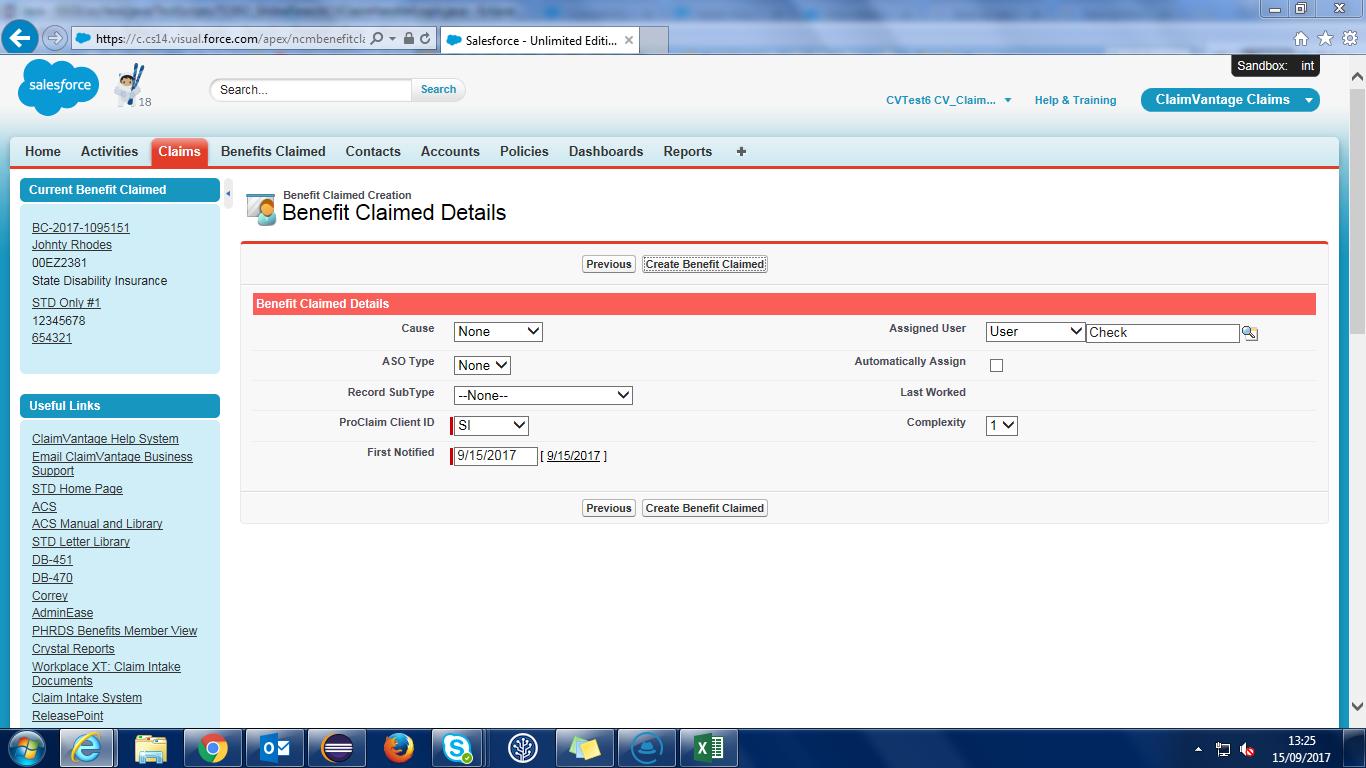 https://c.cs14.visual.force.com/apex/ncmbenefitcla
Salesforce - Unlimited Editi...
Sandbox: int
salesforce
18
Search...
Search
CVTest6 CV_Claim...
Help & Training
ClaimVantage Claims
Home
Activities
Claims
Benefits Claimed
Contacts
Accounts
Policies
Dashboards
Reports
Current Benefit Claimed
BC-2017-1095151
Johnty Rhodes
00EZ2381
State Disability Insurance
STD Only #1
12345678
654321
Useful Links
ClaimVantage Help System
Email ClaimVantage Business
Support
STD Home Page
ACS
ACS Manual and Library
STD Letter Library
DB-451
DB-470
Correy
AdminEase
PHRDS Benefits Member View
Crystal Reports
Workplace XT: Claim Intake
Documents
Claim Intake System
ReleasePoint
Benefit Claimed Creation
Benefit Claimed Details
Previous
Create Benefit Claimed
Benefit Claimed Details
Cause None
Assigned User User Check
ASO Type None
Automatically Assign
Record SubType --None--
Last Worked
ProClaim Client ID SI
Complexity 1
First Notified 9/15/2017 [ 9/15/2017 ]
Previous
Create Benefit Claimed
13:25
15/09/2017